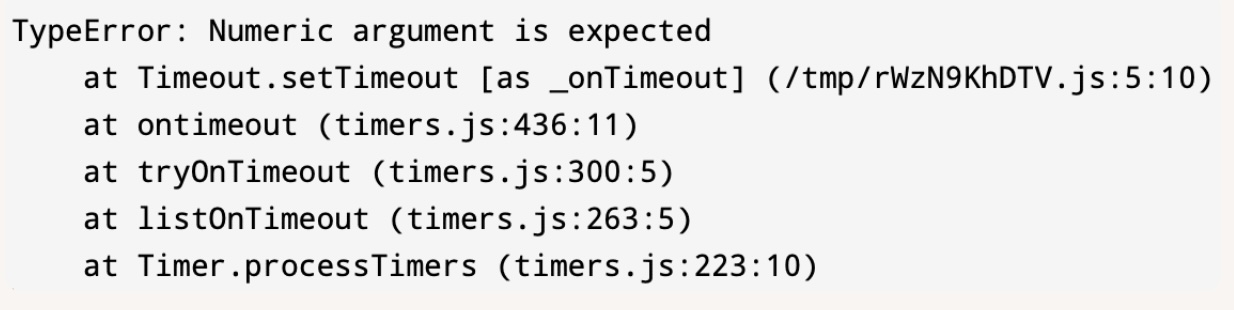 TypeError: Numeric argument is expected
    at Timeout.setTimeout [as _onTimeout] (/tmp/rWzN9KhDTV.js:5:10)
    at ontimeout (timers.js:436:11)
    at tryOnTimeout (timers.js:300:5)
    at listOnTimeout (timers.js:263:5)
    at Timer.processTimers (timers.js:223:10)